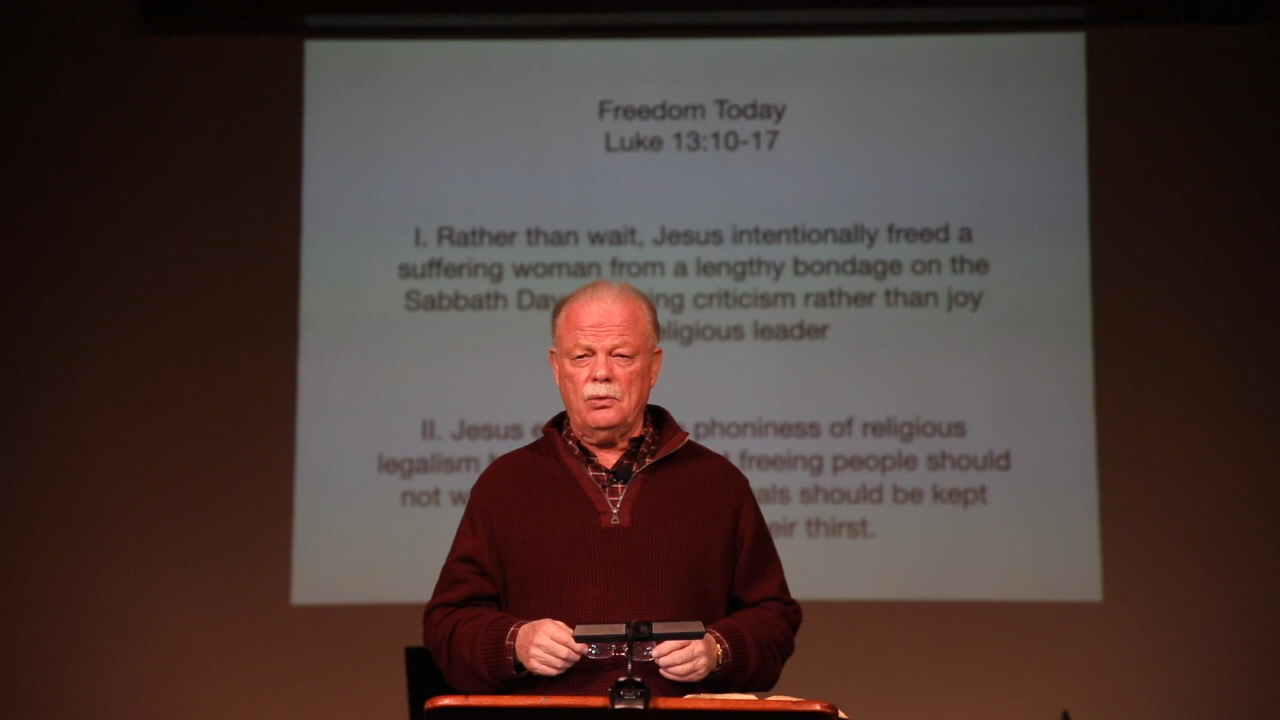 Freedom Today
Luke 13:10-17
I. Rather than wait, Jesus intentionally freed a
suffering woman from a lengthy bondage on the
Sabbath criticism rather than joy
leader
II. Jesus phoniness of religious
legalism freeing people should
not should be kept
thirst.